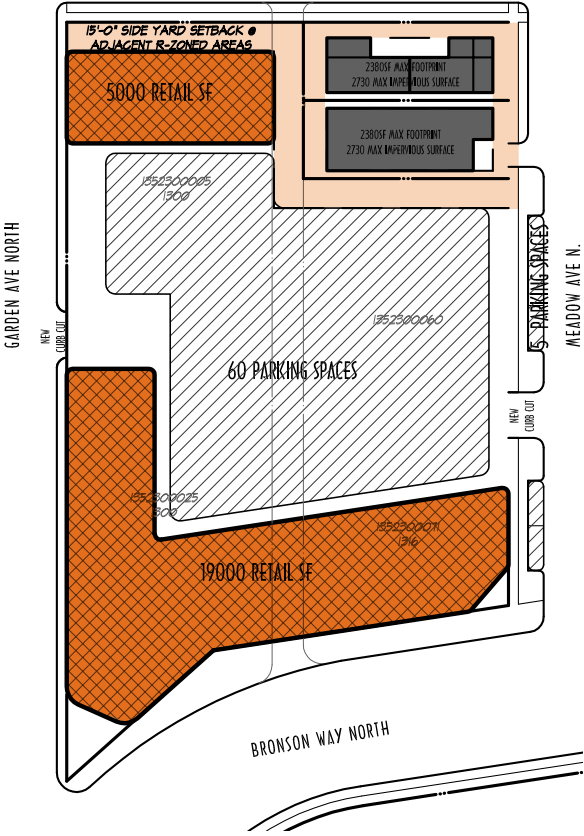 15'-0" SIDE YARD SETBACK @
ADJACENT R-ZONED AREAS
5000 RETAIL SF
2380SF MAX FOOTPRINT
2730 MAX IMPERVIOUS SURFACE
2380SF MAX FOOTPRINT
2730 MAX IMPERVIOUS SURFACE
1352300005
1300
GARDEN AVE NORTH
NEW
CURB CUT
1352300060
60 PARKING SPACES
5 PARKING SPACES
MEADOW AVE N.
NEW
CURB CUT
1352300025
300
1352300071
1316
19000 RETAIL SF
BRONSON WAY NORTH